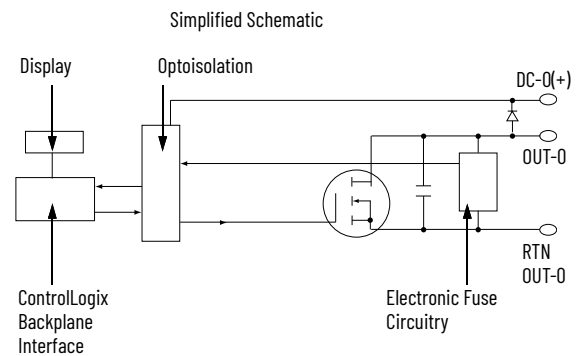 Simplified Schematic
Display
Optoisolation
DC-0(+)
OUT-0
RTN
OUT-0
ControlLogix
Backplane
Interface
Electronic Fuse
Circuitry